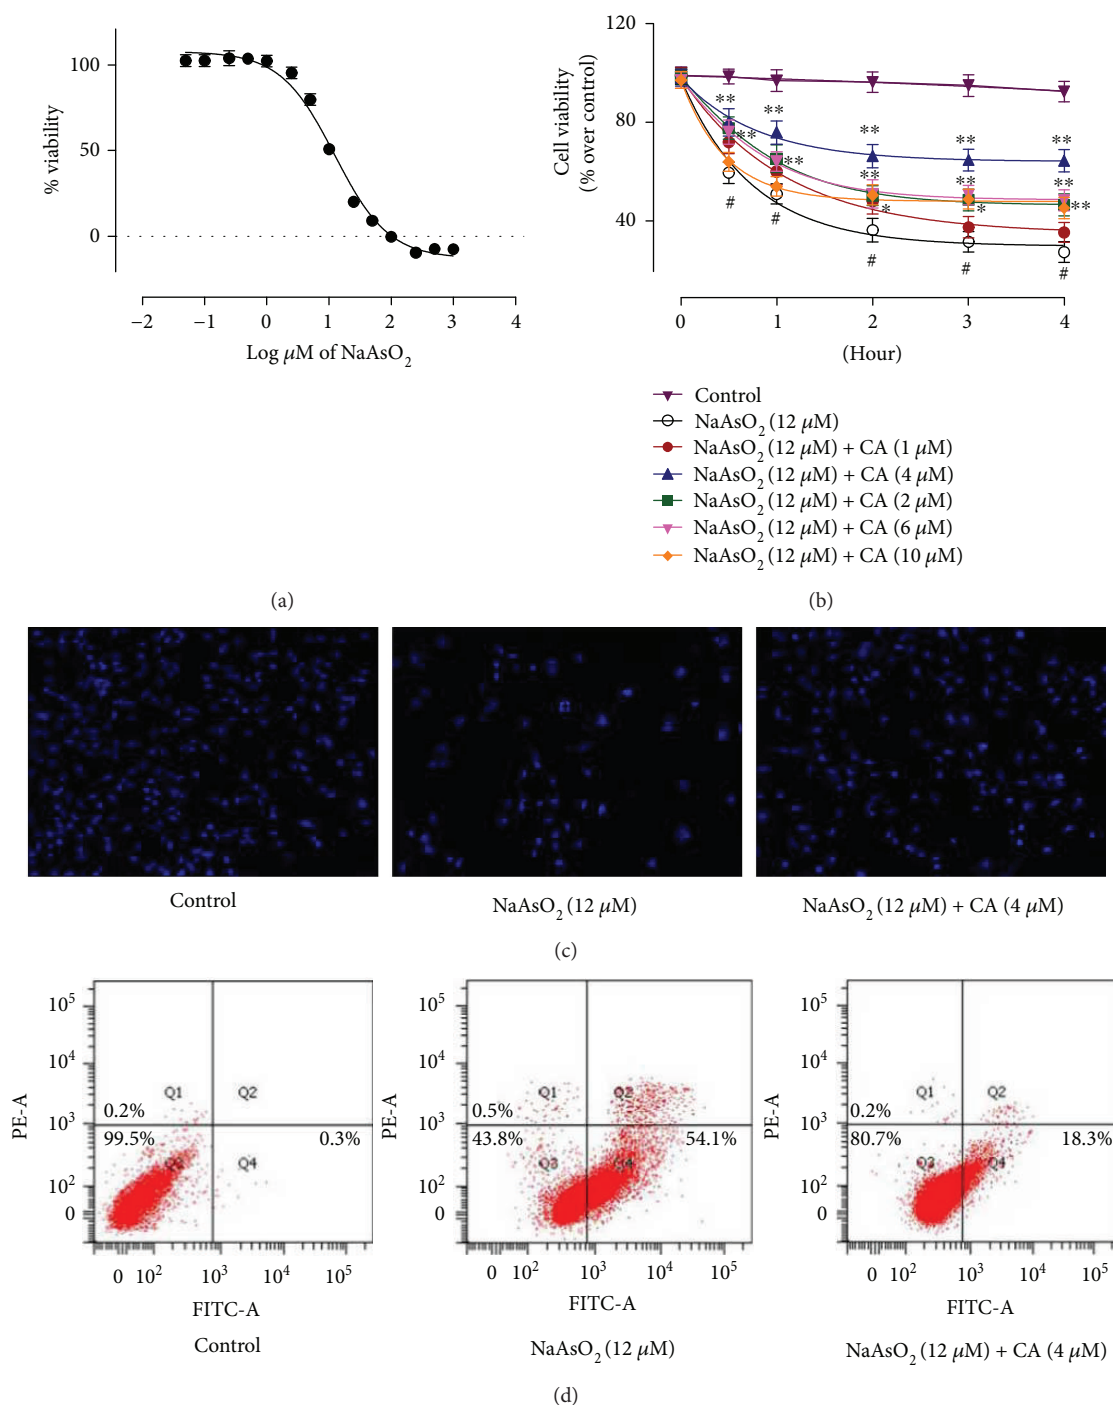 (a)
% viability
100
50
0
−2 −1 0 1 2 3 4
Log μM of NaAsO2
(b)
Cell viability
(% over control)
120
80
40
** ** ** ** **
** ** ** ** **
* * **
# # # # #
0 1 2 3 4
(Hour)
Control
NaAsO2 (12 μM)
NaAsO2 (12 μM) + CA (1 μM)
NaAsO2 (12 μM) + CA (4 μM)
NaAsO2 (12 μM) + CA (2 μM)
NaAsO2 (12 μM) + CA (6 μM)
NaAsO2 (12 μM) + CA (10 μM)
(a) (b)
Control
NaAsO2 (12 μM)
NaAsO2 (12 μM) + CA (4 μM)
(c)
PE-A
10^5
10^4
10^3
10^2
0
Q1 Q2
0.2%
99.5% 0.3%
Q3 Q4
0 10^2 10^3 10^4 10^5
FITC-A
Control
PE-A
10^5
10^4
10^3
10^2
0
Q1 Q2
0.5%
43.8% 54.1%
Q3 Q4
0 10^2 10^3 10^4 10^5
FITC-A
NaAsO2 (12 μM)
PE-A
10^5
10^4
10^3
10^2
0
Q1 Q2
0.2%
80.7% 18.3%
Q3 Q4
0 10^2 10^3 10^4 10^5
FITC-A
NaAsO2 (12 μM) + CA (4 μM)
(d)